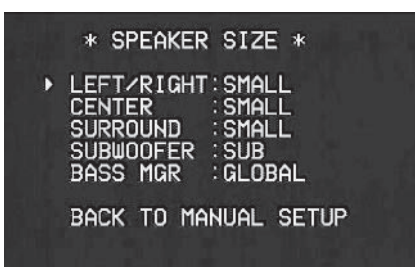 * SPEAKER SIZE *
LEFT/RIGHT:SMALL
CENTER :SMALL
SURROUND :SMALL
SUBWOOFER :SUB
BASS MGR :GLOBAL
BACK TO MANUAL SETUP